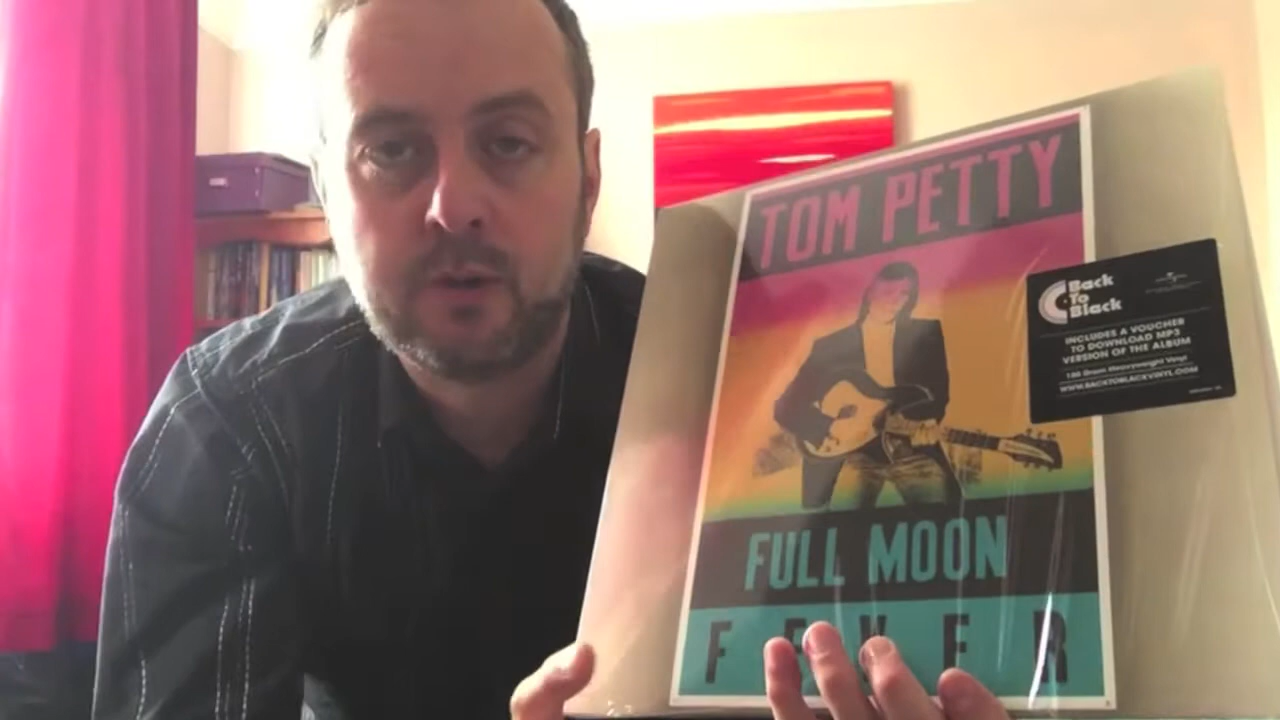 TOM PETTY
FULL MOON
FEVER
Back
To
Black
INCLUDES A VOUCHER
TO DOWNLOAD MP3
VERSION OF THE ALBUM
180 Gram Heavyweight Vinyl
WWW.BACKTOBLACKVINYL.COM